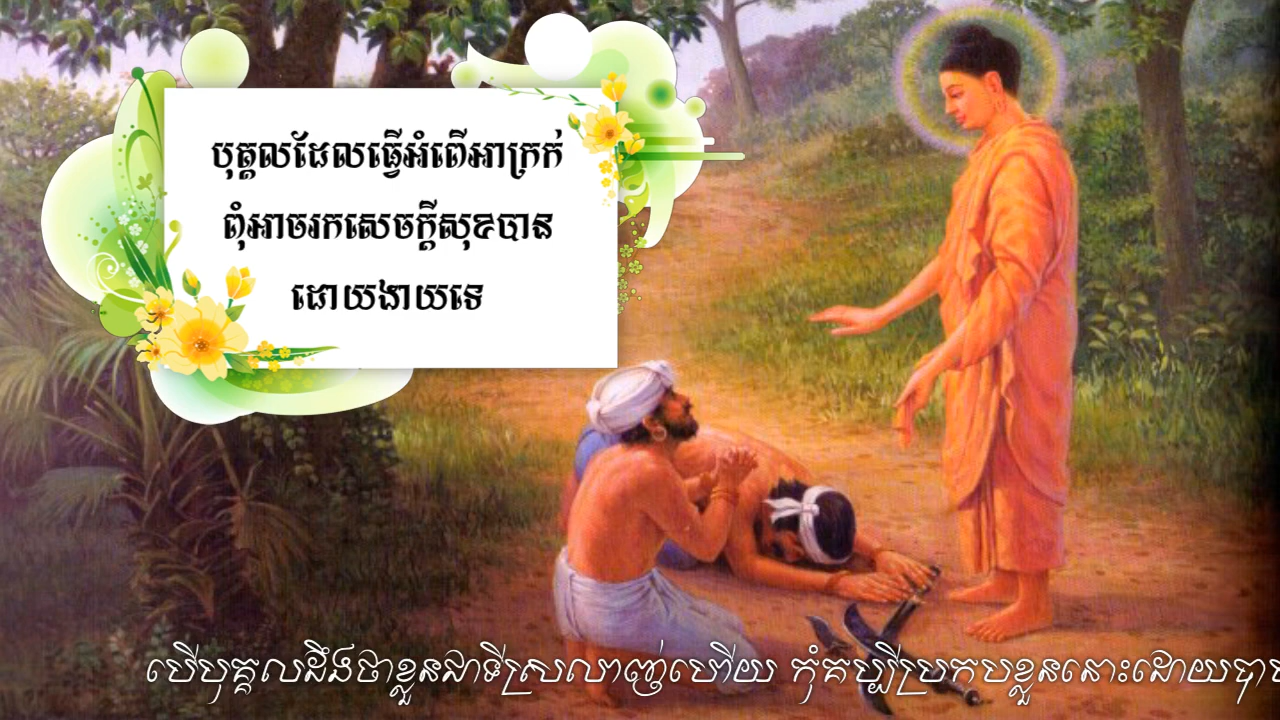 បុគ្គលដែលធ្វើអំពើអាក្រក់
ពុំអាចរកសេចក្ដីសុខបាន
ដោយងាយទេ
បើបុគ្គលដឹងថាខ្លួនជាទីស្រលាញ់ហើយ កុំគប្បីប្រកបខ្លួននោះដោយបាប